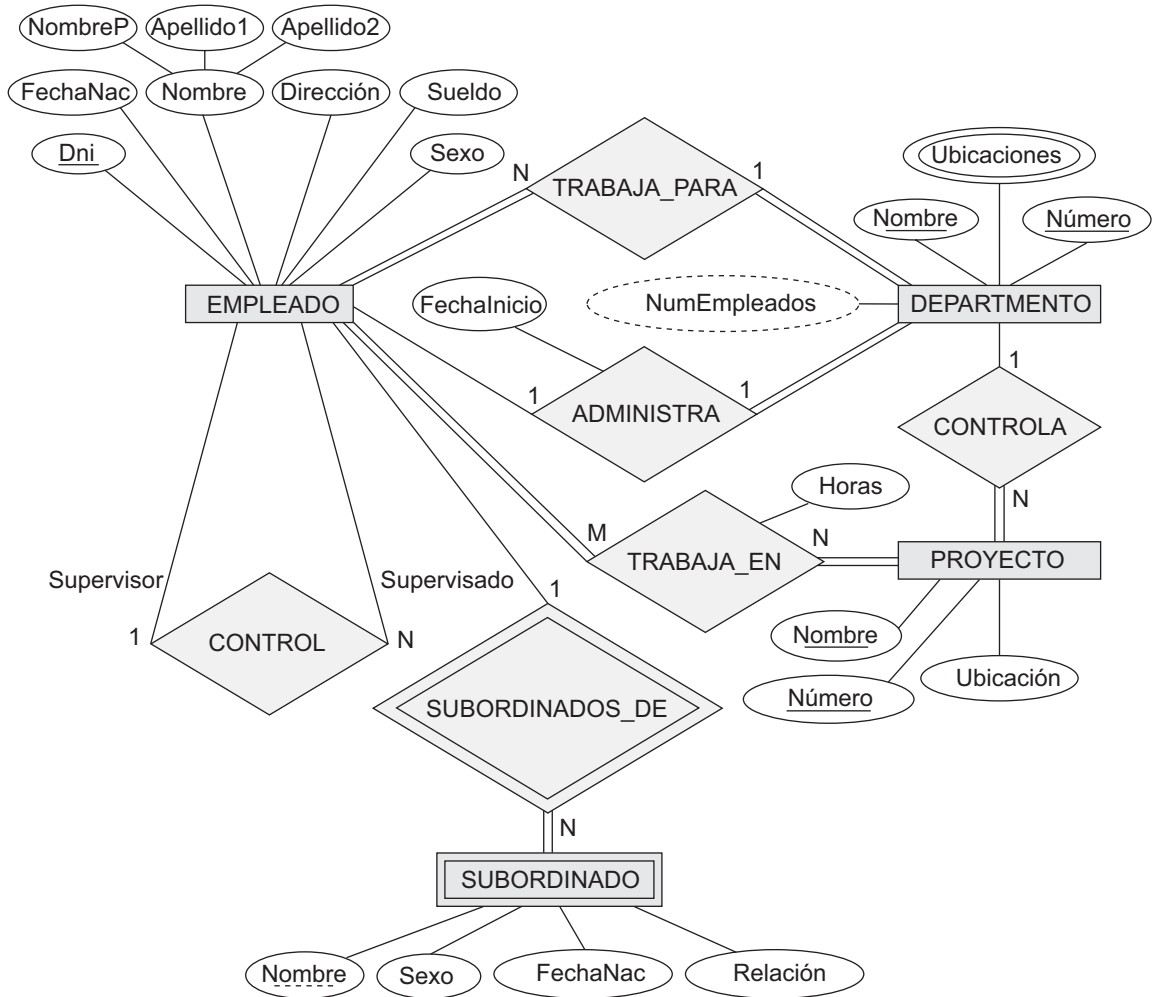 NombreP
Apellido1
Apellido2
FechaNac
Nombre
Dirección
Sueldo
Dni
Sexo
N
TRABAJA_PARA
1
Ubicaciones
Nombre
Número
EMPLEADO
FechaInicio
NumEmpleados
DEPARTMENTO
1
ADMINISTRA
1
1
CONTROLA
N
Horas
M
TRABAJA_EN
N
PROYECTO
Supervisor
Supervisado
1
1
CONTROL
N
Nombre
Ubicación
Número
SUBORDINADOS_DE
N
SUBORDINADO
Nombre
Sexo
FechaNac
Relación